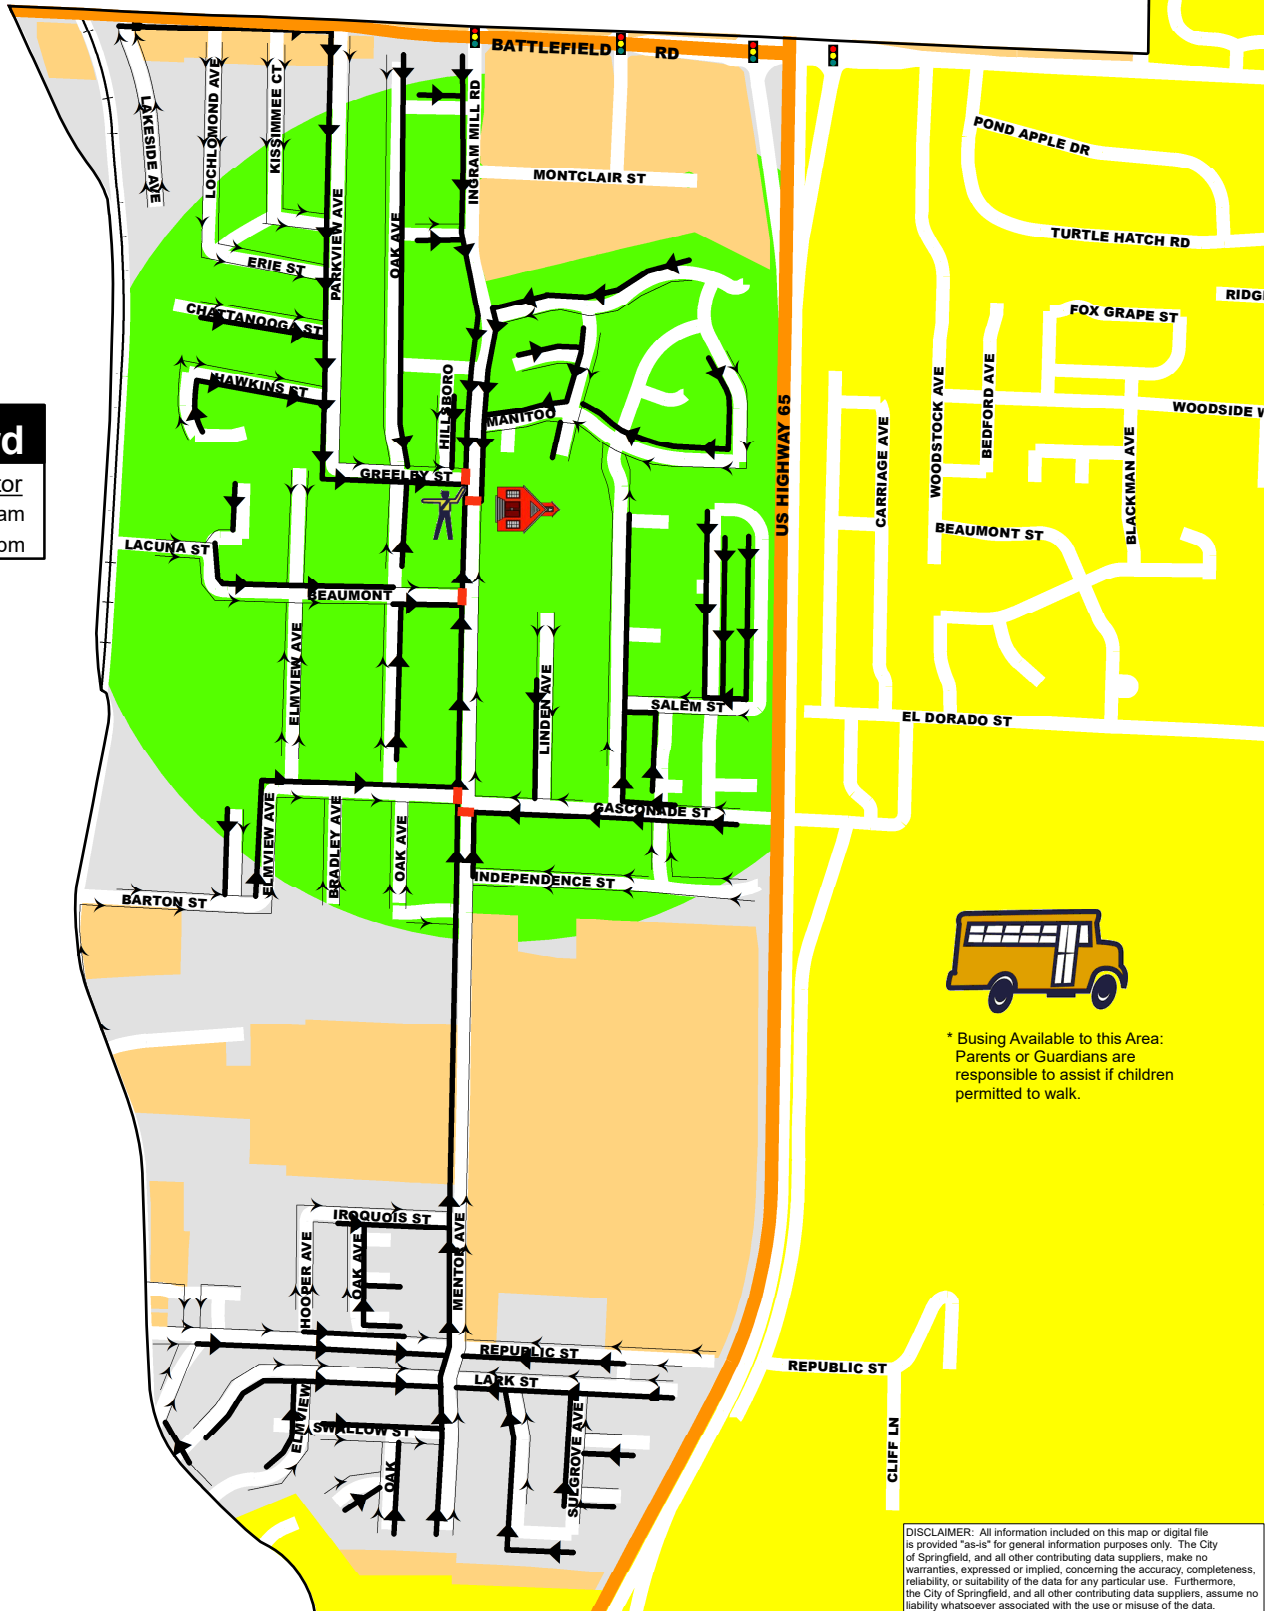 BATTLEFIELD RD
LAKESIDE AVE
LOCHLOMOND AVE
KISSIMMEE CT
PARKVIEW AVE
OAK AVE
INGRAM MILL RD
MONTCLAIR ST
POND APPLE DR
TURTLE HATCH RD
ERIE ST
CHATTANOOGA ST
HAWKINS ST
HILLSBORO
MANITOU
GREELEY ST
US HIGHWAY 65
FOX GRAPE ST
WOODSTOCK AVE
BEDFORD AVE
CARRIAGE AVE
BLACKMAN AVE
WOODSIDE
BEAUMONT ST
am
LACUNA ST
BEAUMONT
ELMVIEW AVE
LINDEN AVE
SALEM ST
EL DORADO ST
GASCONADE ST
ELMVIEW AVE
BRADLEY AVE
OAK AVE
INDEPENDENCE ST
BARTON ST
* Busing Available to this Area:
Parents or Guardians are
responsible to assist if children
permitted to walk.
IROQUOIS ST
HOOPER AVE
OAK AVE
MENTOR AVE
REPUBLIC ST
LARK ST
REPUBLIC ST
ELMVIEW
SWALLOW ST
OAK
SULGROVE AVE
CLIFF LN
DISCLAIMER: All information included on this map or digital file
is provided "as-is" for general information purposes only. The City
of Springfield, and all other contributing data suppliers, make no
warranties, expressed or implied, concerning the accuracy, completeness,
reliability, or suitability of the data for any particular use. Furthermore,
the City of Springfield, and all other contributing data suppliers, assume no
liability whatsoever associated with the use or misuse of the data.